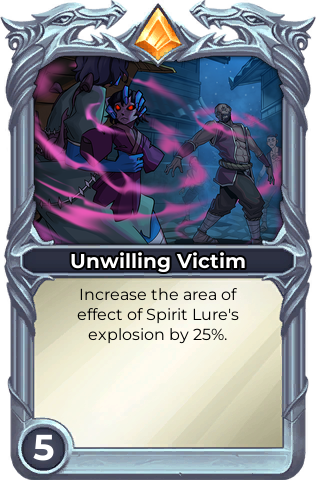 Unwilling Victim
Increase the area of
effect of Spirit Lure's
explosion by 25%.
5